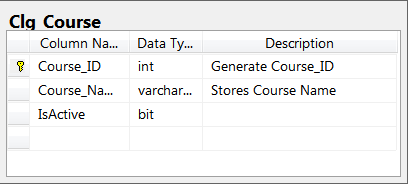 Clg_Course
Column Na... Data Ty... Description
Course_ID int Generate Course_ID
Course_Na... varchar... Stores Course Name
IsActive bit